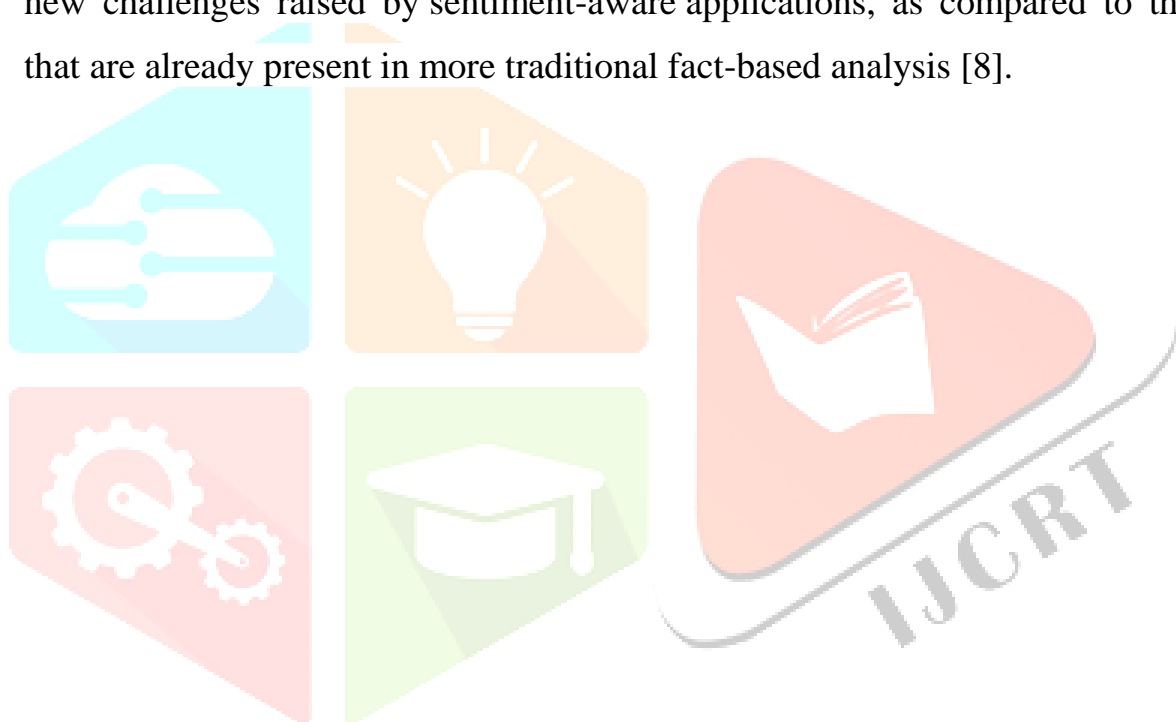 new challenges raised by sentiment-aware applications, as compared to
that are already present in more traditional fact-based analysis [8].
IJCRT